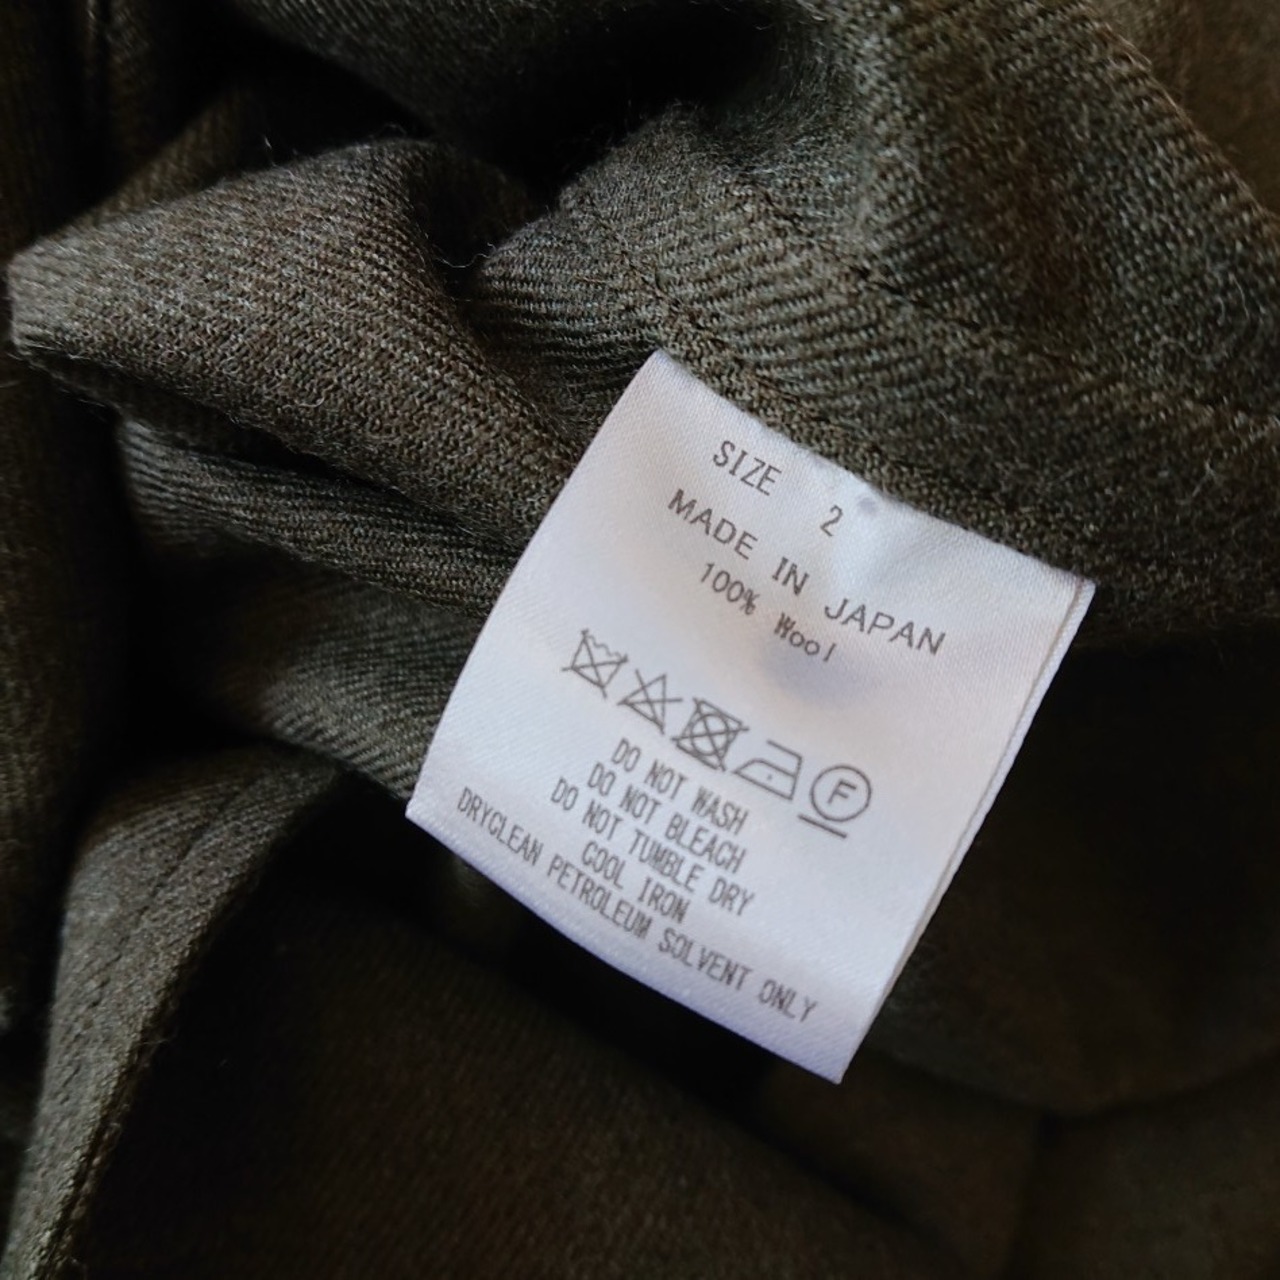 SIZE 2
MADE IN JAPAN
100% Wool
F
DO NOT WASH
DO NOT BLEACH
DO NOT TUMBLE DRY
COOL IRON
DRYCLEAN PETROLEUM SOLVENT ONLY